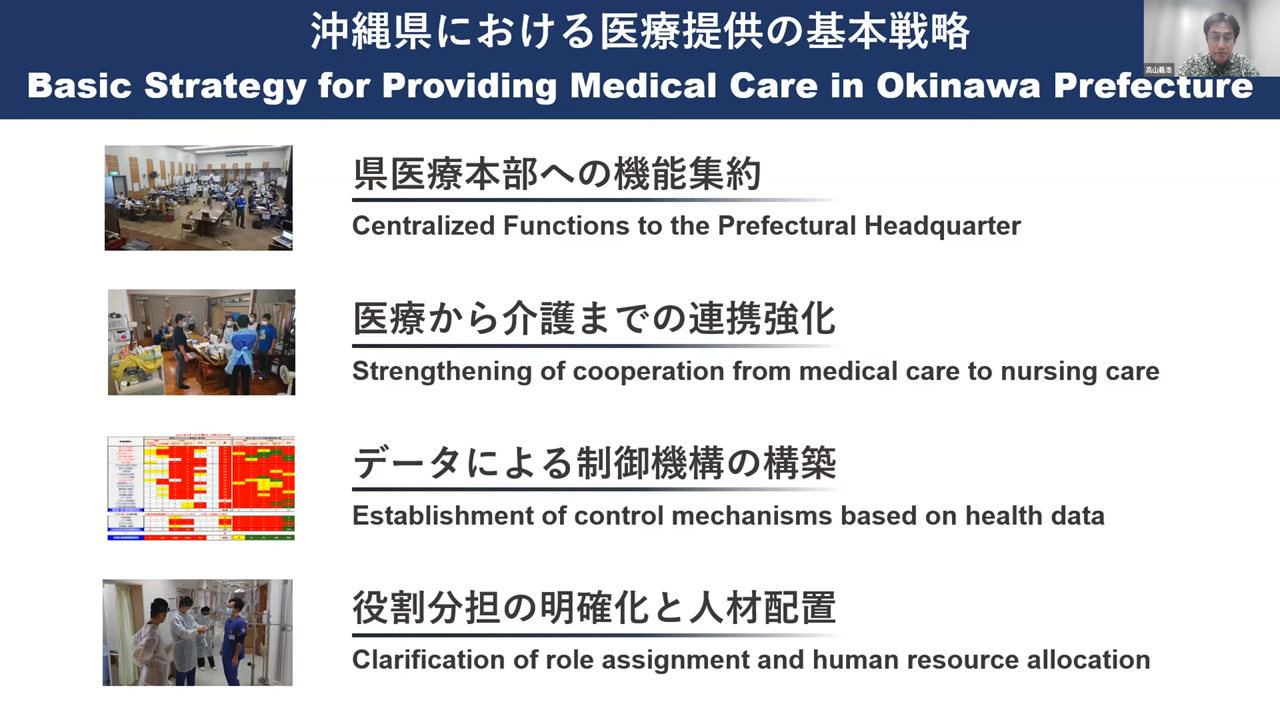 沖縄県における医療提供の基本戦略
Basic Strategy for Providing Medical Care in Okinawa Prefecture
高山義浩
県医療本部への機能集約
Centralized Functions to the Prefectural Headquarter
医療から介護までの連携強化
Strengthening of cooperation from medical care to nursing care
データによる制御機構の構築
Establishment of control mechanisms based on health data
役割分担の明確化と人材配置
Clarification of role assignment and human resource allocation